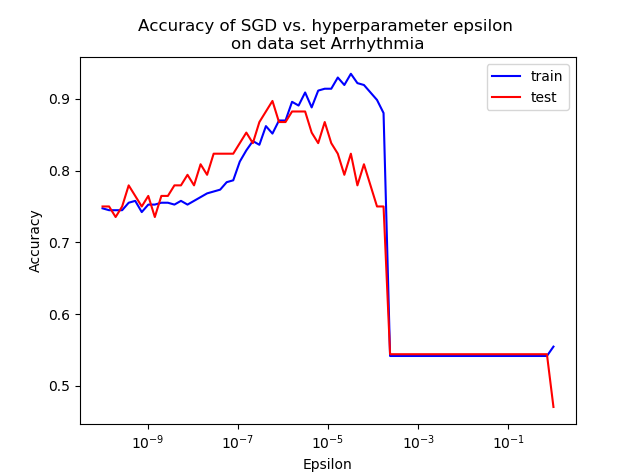 Accuracy of SGD vs. hyperparameter epsilon
on data set Arrhythmia
train
test
Accuracy
0.9
0.8
0.7
0.6
0.5
10⁻⁹ 10⁻⁷ 10⁻⁵ 10⁻³ 10⁻¹
Epsilon